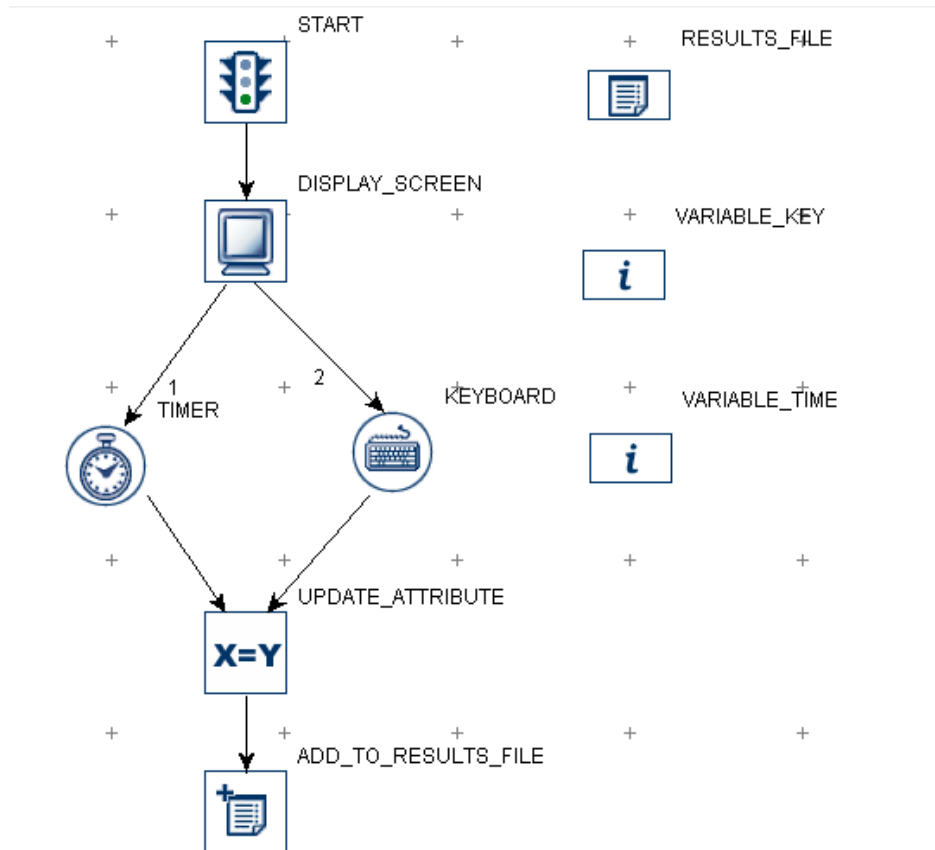 START
RESULTS_FILE
DISPLAY_SCREEN
VARIABLE_KEY
i
1
2
TIMER
KEYBOARD
VARIABLE_TIME
i
UPDATE_ATTRIBUTE
X=Y
ADD_TO_RESULTS_FILE